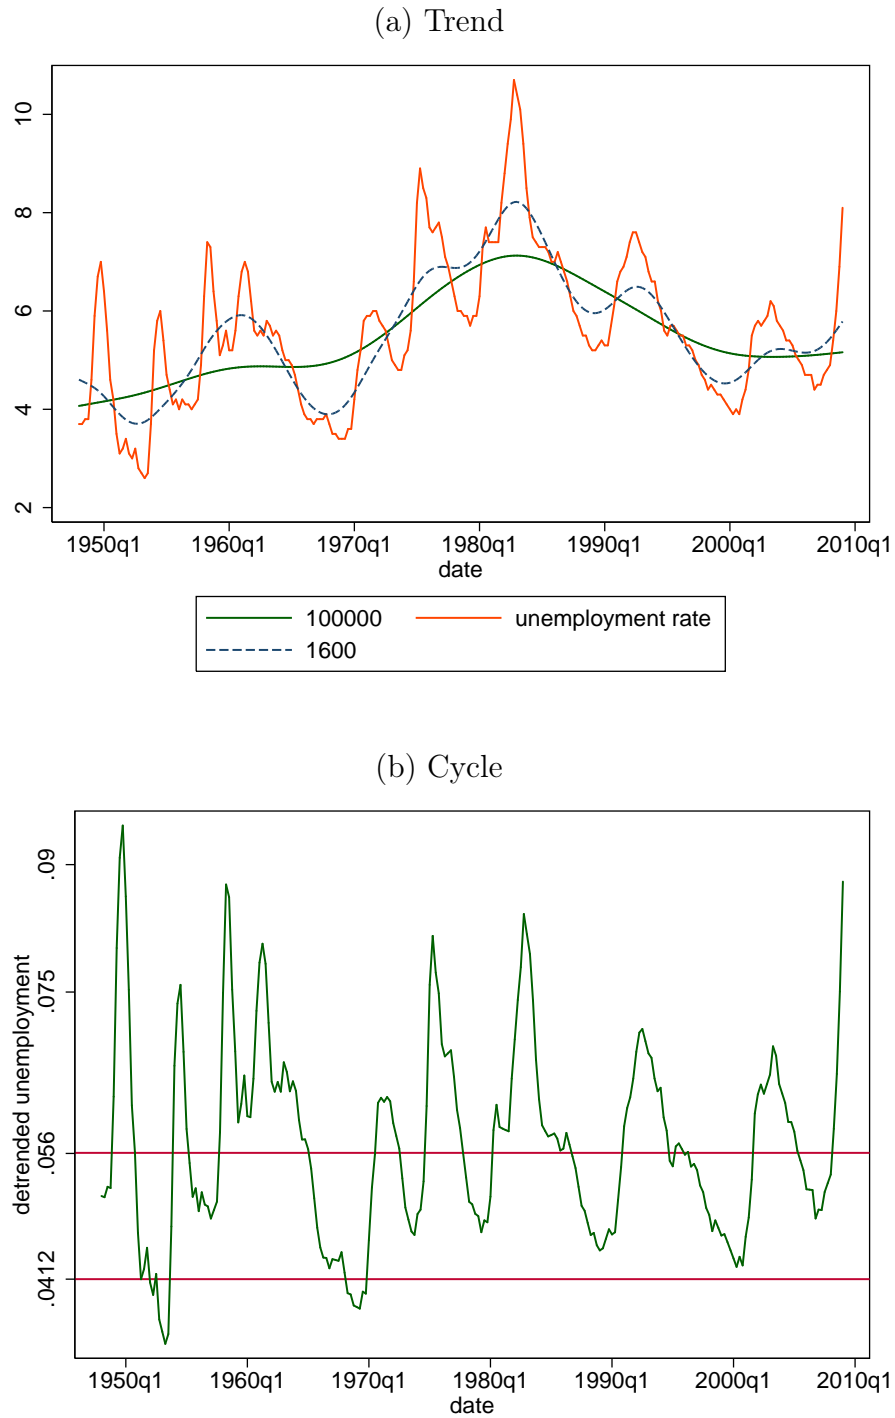 (a) Trend
10
8
6
4
2
1950q1 1960q1 1970q1 1980q1 1990q1 2000q1 2010q1
date
100000 unemployment rate
1600
(b) Cycle
detrended unemployment
.09
.075
.056
.0412
1950q1 1960q1 1970q1 1980q1 1990q1 2000q1 2010q1
date